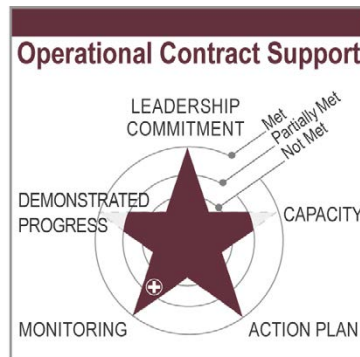 Operational Contract Support
LEADERSHIP
COMMITMENT
Met
Partially Met
Not Met
DEMONSTRATED
PROGRESS
CAPACITY
MONITORING
ACTION PLAN